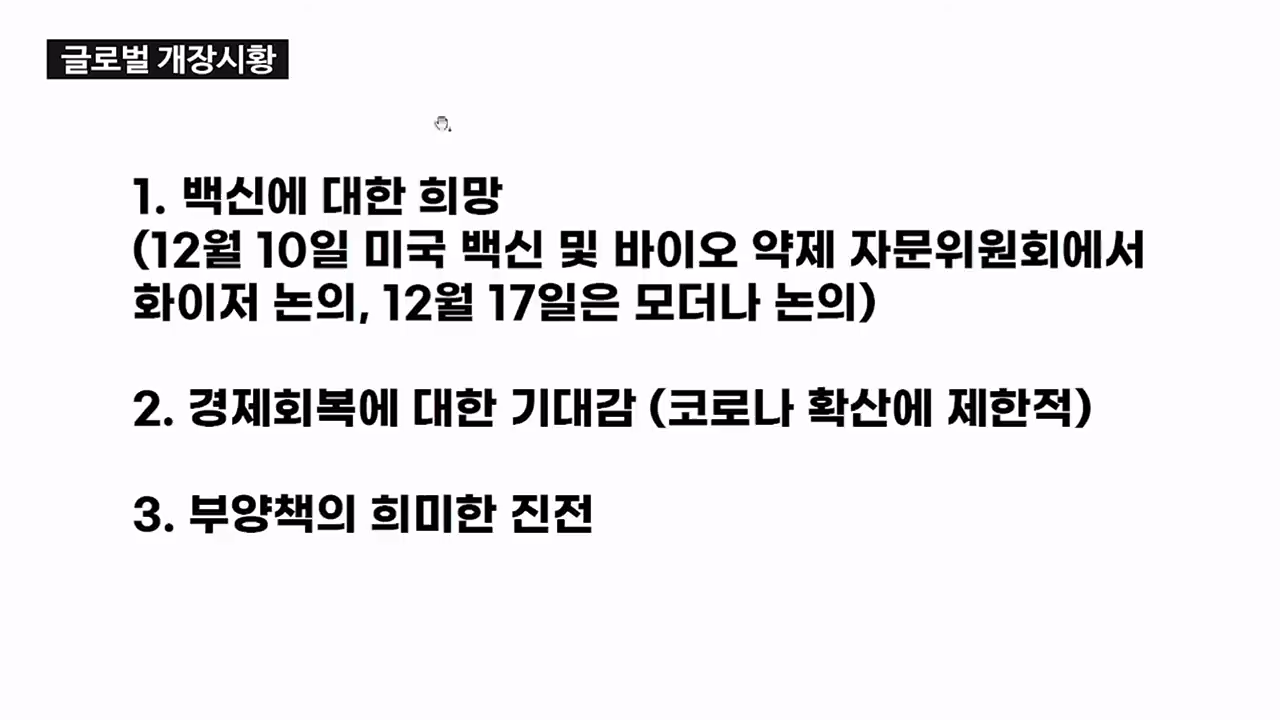 글로벌 개장시황
1. 백신에 대한 희망
(12월 10일 미국 백신 및 바이오 약제 자문위원회에서
화이저 논의, 12월 17일은 모더나 논의)
2. 경제회복에 대한 기대감 (코로나 확산에 제한적)
3. 부양책의 희미한 진전